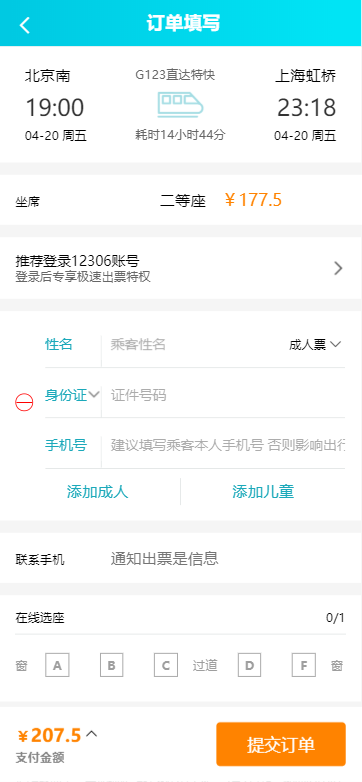 订单填写
北京南 G123直达特快 上海虹桥
19:00 23:18
04-20 周五 耗时14小时44分 04-20 周五
坐席 二等座 ￥177.5
推荐登录12306账号
登录后专享极速出票特权
姓名 乘客姓名 成人票
身份证 证件号码
手机号 建议填写乘客本人手机号 否则影响出行
添加成人 添加儿童
联系手机 通知出票是信息
在线选座 0/1
窗 A B C 过道 D F 窗
￥207.5
支付金额
提交订单